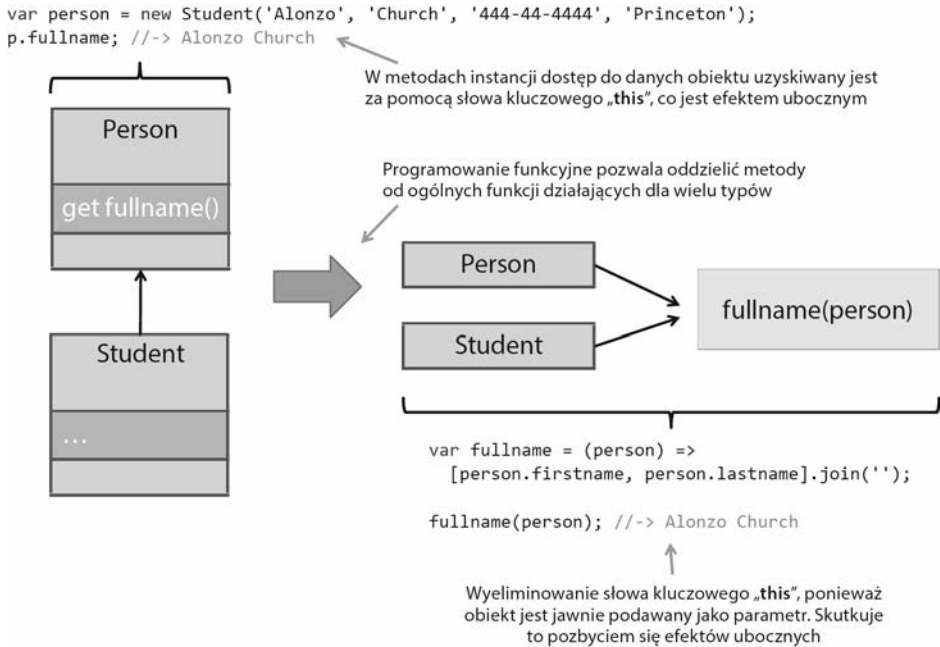 var person = new Student('Alonzo', 'Church', '444-44-4444', 'Princeton');
p.fullname; //-> Alonzo Church
W metodach instancji dostęp do danych obiektu uzyskiwany jest
za pomocą słowa kluczowego „this”, co jest efektem ubocznym
Person
get fullname()
Student
...
Programowanie funkcyjne pozwala oddzielić metody
od ogólnych funkcji działających dla wielu typów
Person
Student
fullname(person)
var fullname = (person) =>
[person.firstname, person.lastname].join('');
fullname(person); //-> Alonzo Church
Wyeliminowanie słowa kluczowego „this”, ponieważ
obiekt jest jawnie podawany jako parametr. Skutkuje
to pozbyciem się efektów ubocznych